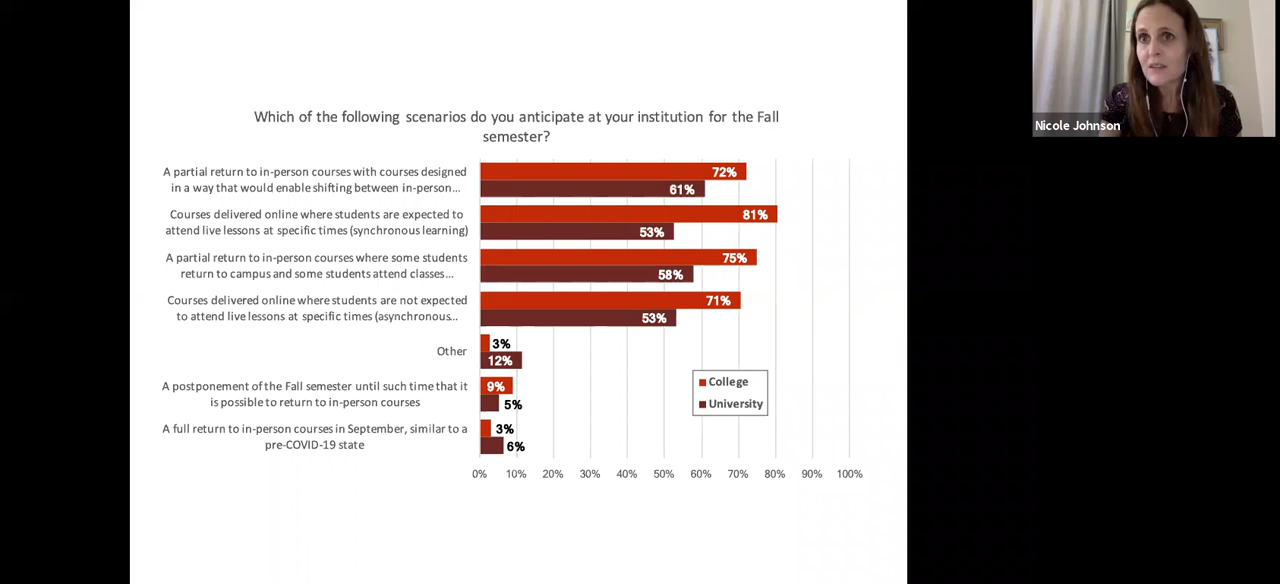 Which of the following scenarios do you anticipate at your institution for the Fall
semester?
A partial return to in-person courses with courses designed
in a way that would enable shifting between in-person...
72%
61%
Courses delivered online where students are expected to
attend live lessons at specific times (synchronous learning)
81%
53%
A partial return to in-person courses where some students
return to campus and some students attend classes...
75%
58%
Courses delivered online where students are not expected
to attend live lessons at specific times (asynchronous...
71%
53%
Other
3%
12%
A postponement of the Fall semester until such time that it
is possible to return to in-person courses
9%
5%
A full return to in-person courses in September, similar to a
pre-COVID-19 state
3%
6%
College
University
0% 10% 20% 30% 40% 50% 60% 70% 80% 90% 100%
Nicole Johnson